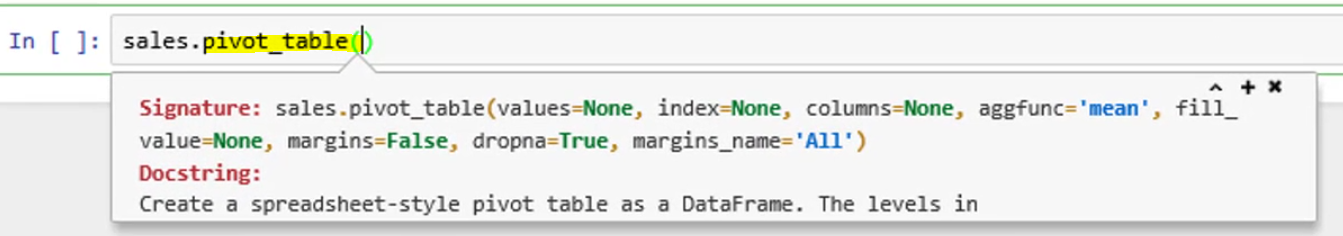 In [ ]: sales.pivot_table()
Signature: sales.pivot_table(values=None, index=None, columns=None, aggfunc='mean', fill_
value=None, margins=False, dropna=True, margins_name='All')
Docstring:
Create a spreadsheet-style pivot table as a DataFrame. The levels in